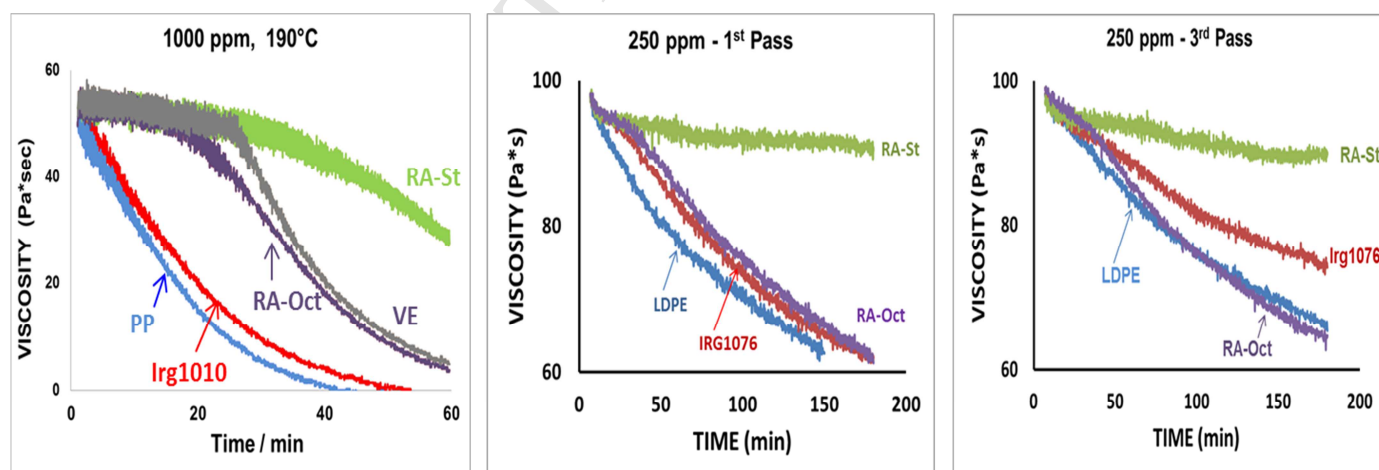 1000 ppm, 190°C
VISCOSITY (Pa*sec)
60
40
20
0
0
20
40
60
Time / min
RA-St
RA-Oct
VE
PP
Irg1010
250 ppm - 1st Pass
VISCOSITY (Pa*s)
100
80
60
0
50
100
150
200
TIME (min)
RA-St
LDPE
IRG1076
RA-Oct
250 ppm - 3rd Pass
VISCOSITY (Pa*s)
100
80
60
0
50
100
150
200
TIME (min)
RA-St
Irg1076
LDPE
RA-Oct